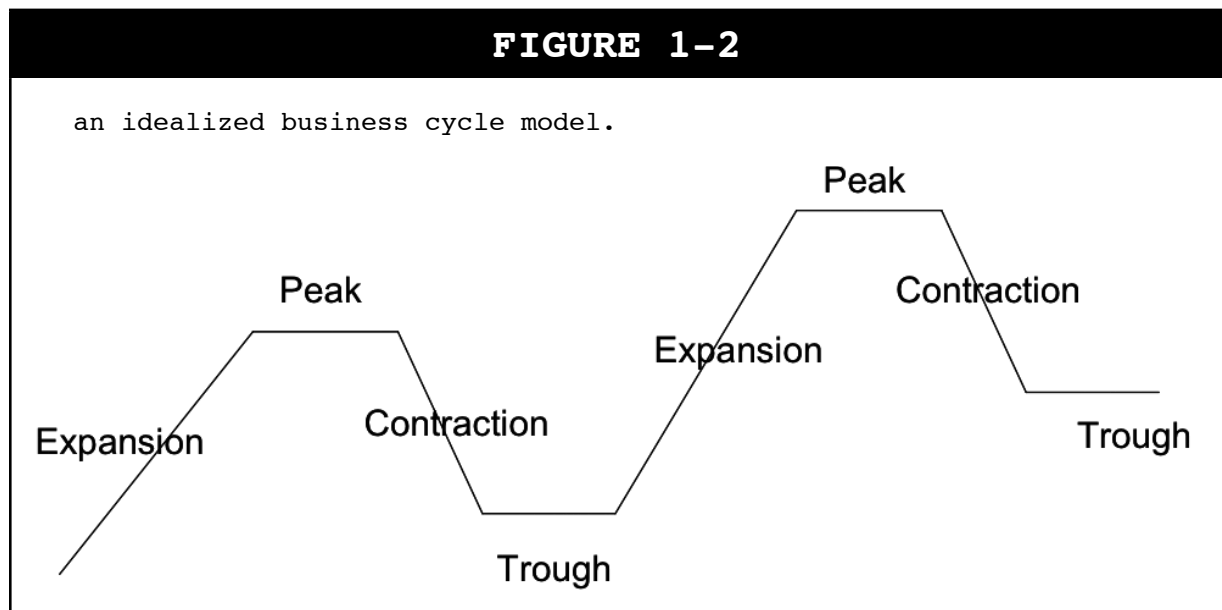 FIGURE 1–2
an idealized business cycle model.
Peak
Peak
Contraction
Expansion
Contraction
Expansion
Trough
Trough